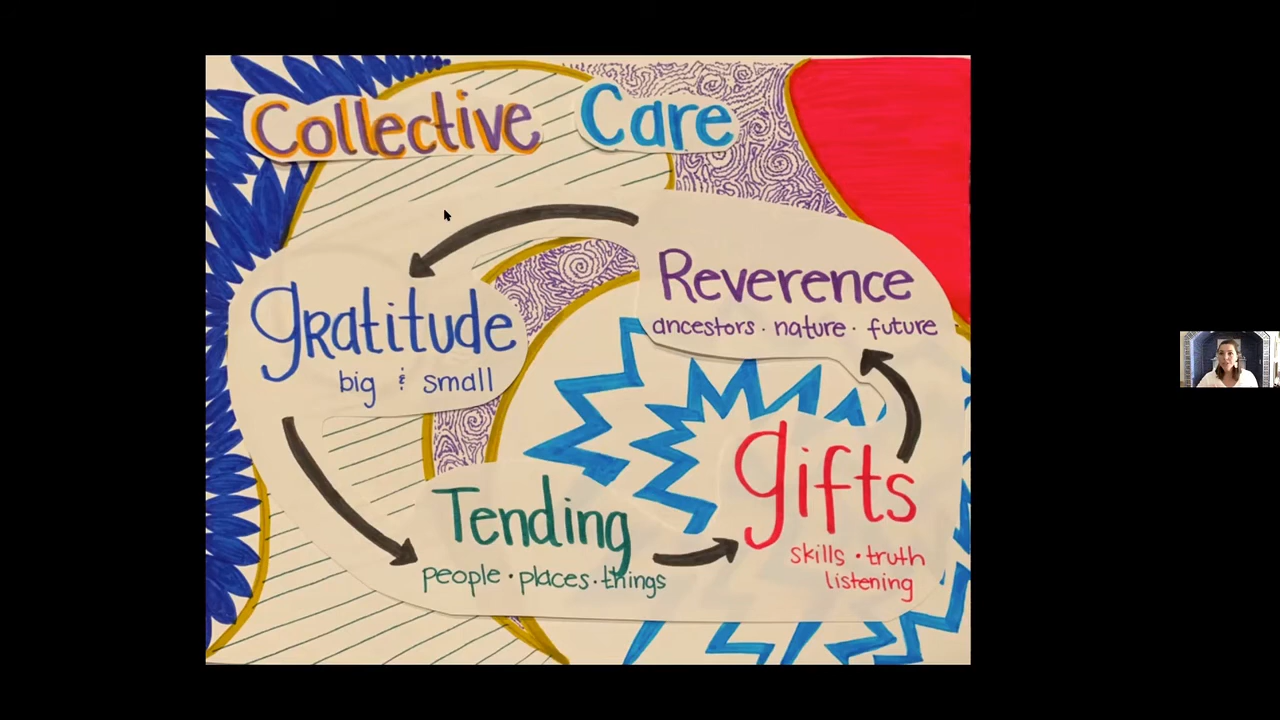 Collective Care
Reverence
ancestors · nature · future
gratitude
big & small
Tending
people · places · things
gifts
skills · truth
listening